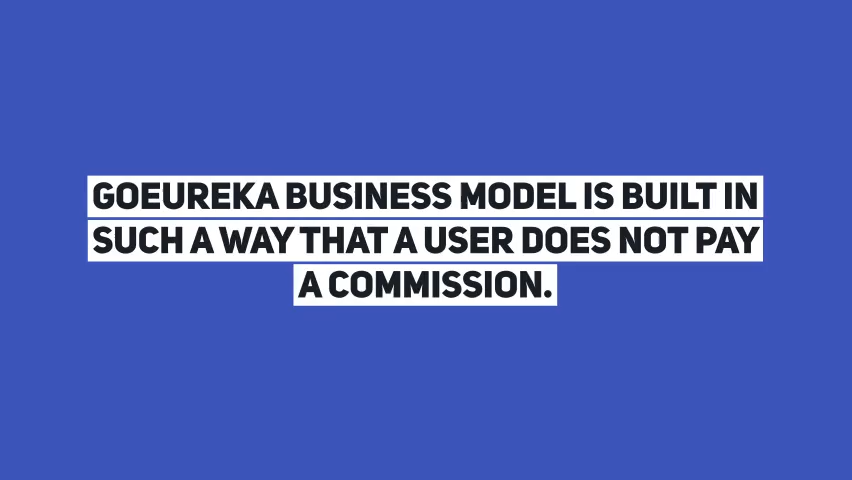 GOEUREKA BUSINESS MODEL IS BUILT IN
SUCH A WAY THAT A USER DOES NOT PAY
A COMMISSION.